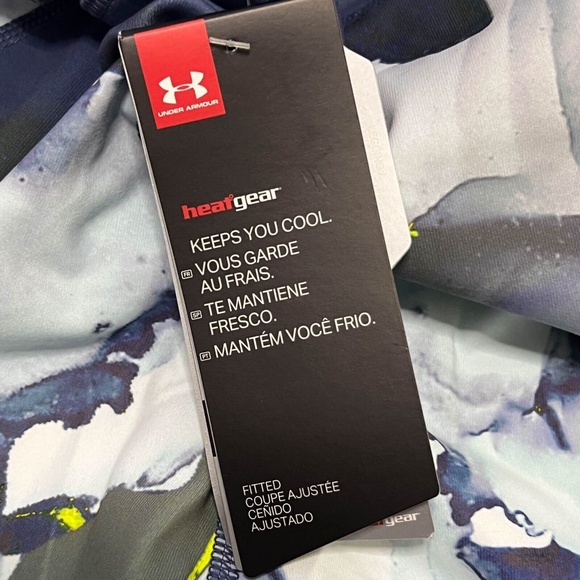 UNDER ARMOUR
heatgear
KEEPS YOU COOL.
FR VOUS GARDE
AU FRAIS.
SP TE MANTIENE
FRESCO.
PT MANTÉM VOCÊ FRIO.
FITTED
COUPE AJUSTÉE
CEÑIDO
AJUSTADO
gear